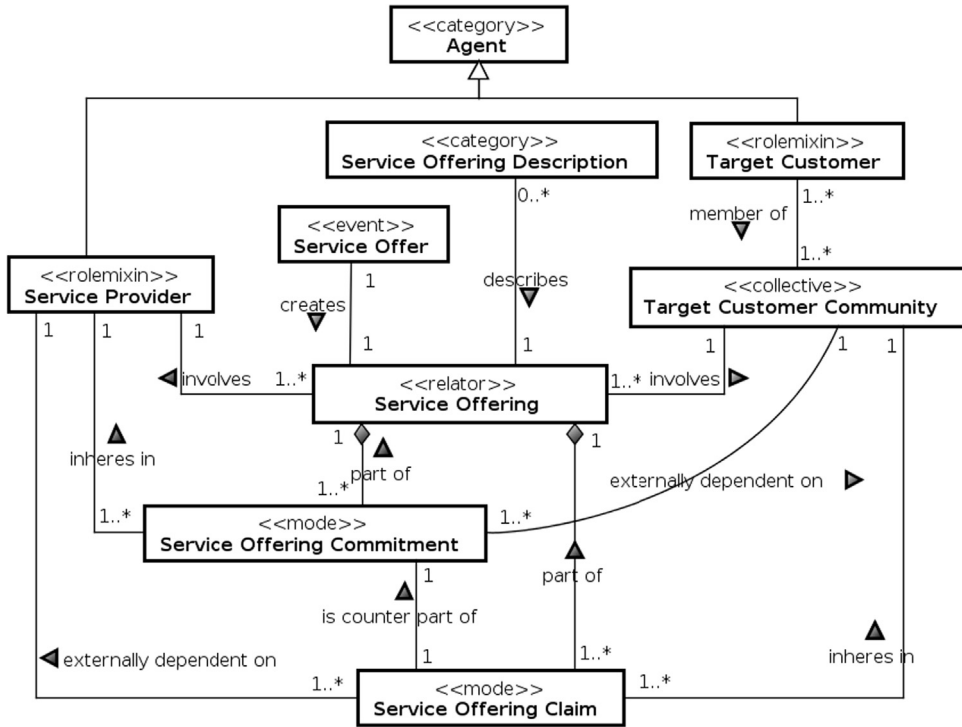 <<category>>
Agent
<<category>>
Service Offering Description
<<rolemixin>>
Target Customer
0..*
1..*
member of
<<event>>
Service Offer
<<rolemixin>>
Service Provider
1
creates
describes
1..*
<<collective>>
Target Customer Community
1
1
1
1
1
1
1
1
involves
1..*
<<relator>>
Service Offering
1..*
involves
1
1
inheres in
part of
externally dependent on
1..*
1..*
<<mode>>
Service Offering Commitment
1..*
1
part of
is counter part of
externally dependent on
1
1..*
inheres in
1..*
<<mode>>
Service Offering Claim
1..*